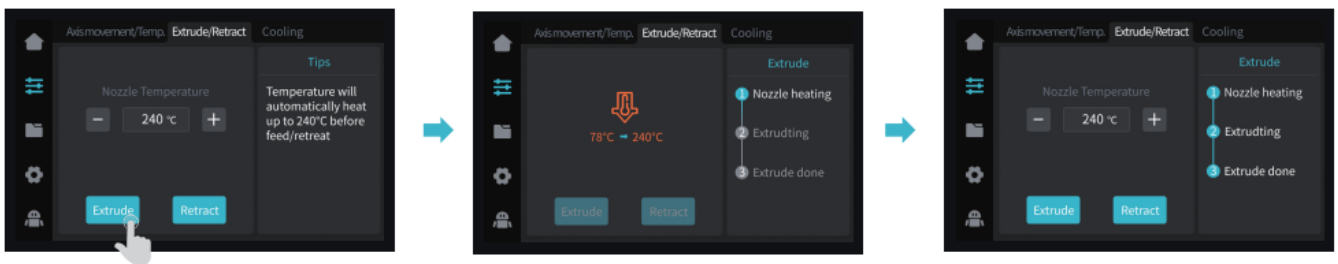 Axis movement/Temp. Extrude/Retract Cooling
Nozzle Temperature
− 240 °C +
Extrude Retract
Tips
Temperature will
automatically heat
up to 240°C before
feed/retreat
Axis movement/Temp. Extrude/Retract Cooling
78°C → 240°C
Extrude Retract
Extrude
1 Nozzle heating
2 Extrudting
3 Extrude done
Axis movement/Temp. Extrude/Retract Cooling
Nozzle Temperature
− 240 °C +
Extrude Retract
Extrude
1 Nozzle heating
2 Extrudting
3 Extrude done